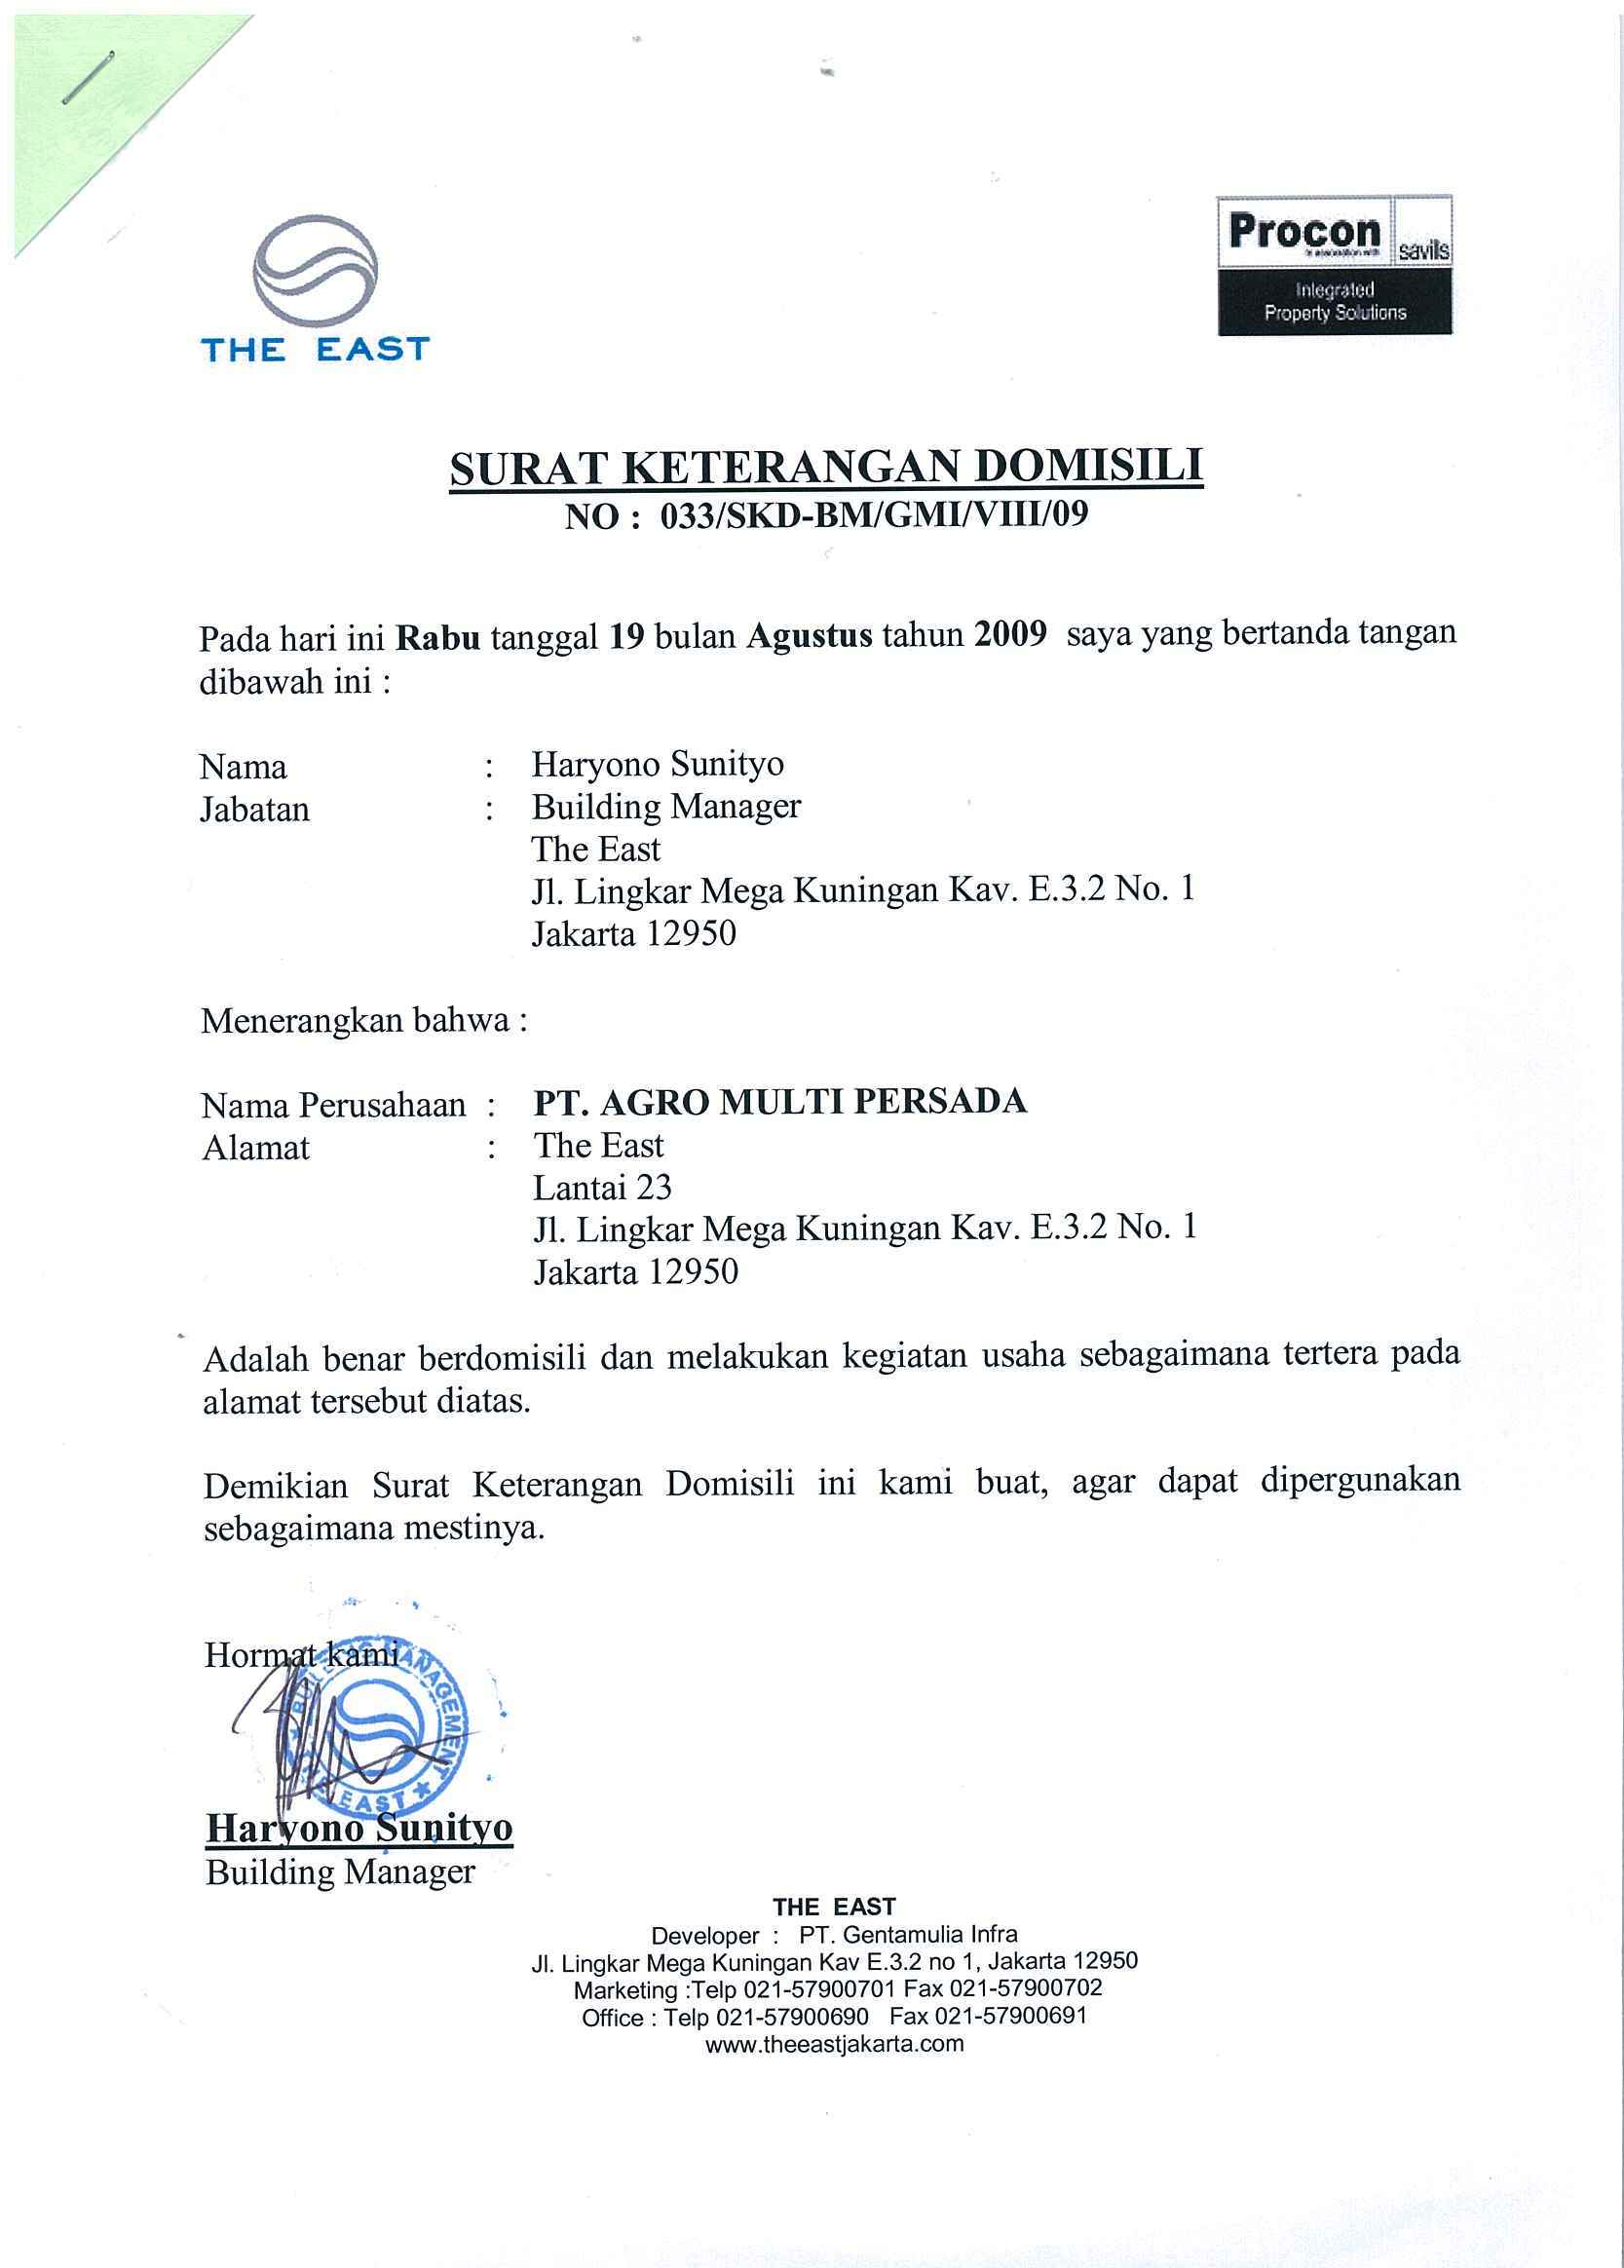 THE EAST
Procon
savills
Integrated
Property Solutions
SURAT KETERANGAN DOMISILI
NO : 033/SKD-BM/GMI/VIII/09
Pada hari ini Rabu tanggal 19 bulan Agustus tahun 2009 saya yang bertanda tangan
dibawah ini :
Nama : Haryono Sunityo
Jabatan : Building Manager
The East
Jl. Lingkar Mega Kuningan Kav. E.3.2 No. 1
Jakarta 12950
Menerangkan bahwa :
Nama Perusahaan : PT. AGRO MULTI PERSADA
Alamat : The East
Lantai 23
Jl. Lingkar Mega Kuningan Kav. E.3.2 No. 1
Jakarta 12950
Adalah benar berdomisili dan melakukan kegiatan usaha sebagaimana tertera pada
alamat tersebut diatas.
Demikian Surat Keterangan Domisili ini kami buat, agar dapat dipergunakan
sebagaimana mestinya.
Hormat kami
BUILDING MANAGEMENT
EAST
Haryono Sunityo
Building Manager
THE EAST
Developer : PT. Gentamulia Infra
Jl. Lingkar Mega Kuningan Kav E.3.2 no 1, Jakarta 12950
Marketing :Telp 021-57900701 Fax 021-57900702
Office : Telp 021-57900690 Fax 021-57900691
www.theeastjakarta.com